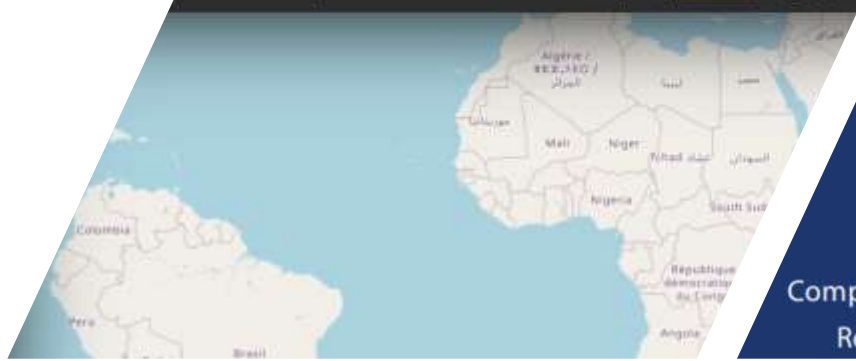 Algérie /
الجزائر
ليبيا
مصر
موريتانيا
Mali
Niger
Tchad تشاد
السودان
Nigeria
South Sud
Colombia
République
démocratique
du Congo
Comp
Peru
Angola
Re
Brasil